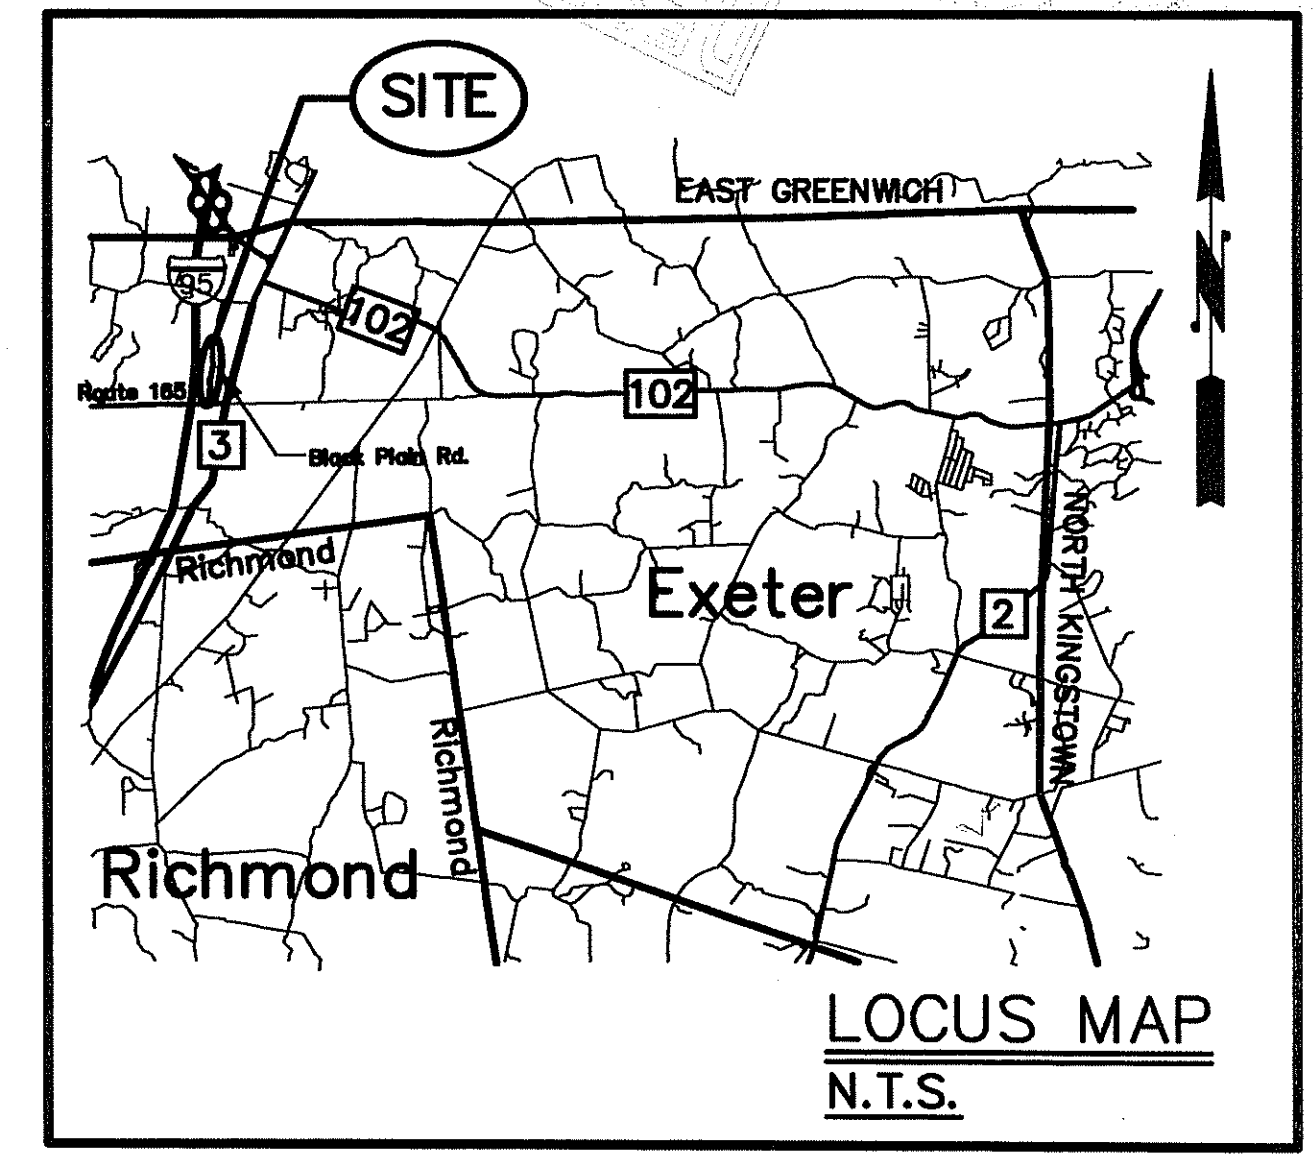 SITE
EAST GREENWICH
95
102
Route 165
102
3
Black Plain Rd.
Richmond
Exeter
2
NORTH KINGSTOWN
Richmond
Richmond
N
LOCUS MAP
N.T.S.